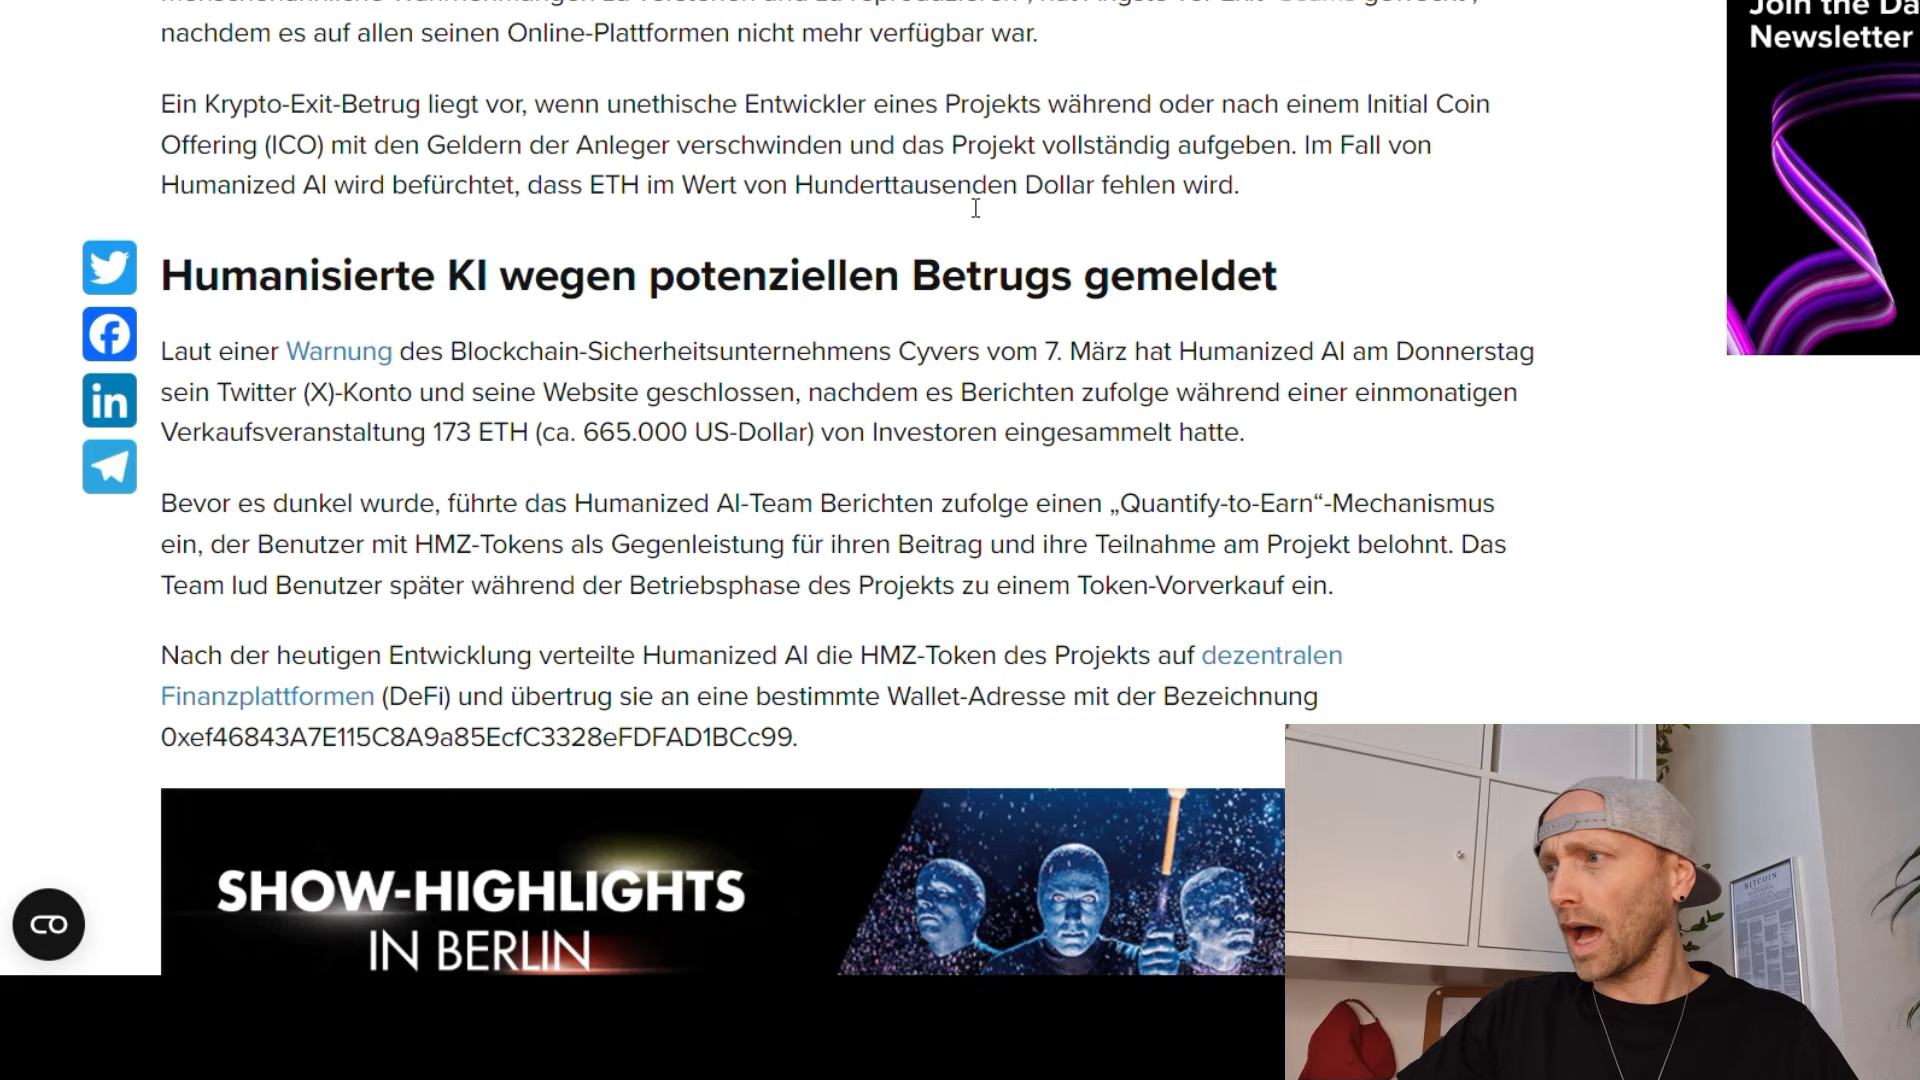 nachdem es auf allen seinen Online-Plattformen nicht mehr verfügbar war.
Ein Krypto-Exit-Betrug liegt vor, wenn unethische Entwickler eines Projekts während oder nach einem Initial Coin
Offering (ICO) mit den Geldern der Anleger verschwinden und das Projekt vollständig aufgeben. Im Fall von
Humanized AI wird befürchtet, dass ETH im Wert von Hunderttausenden Dollar fehlen wird.
Humanisierte KI wegen potenziellen Betrugs gemeldet
Laut einer Warnung des Blockchain-Sicherheitsunternehmens Cyvers vom 7. März hat Humanized AI am Donnerstag
sein Twitter (X)-Konto und seine Website geschlossen, nachdem es Berichten zufolge während einer einmonatigen
Verkaufsveranstaltung 173 ETH (ca. 665.000 US-Dollar) von Investoren eingesammelt hatte.
Bevor es dunkel wurde, führte das Humanized AI-Team Berichten zufolge einen „Quantify-to-Earn“-Mechanismus
ein, der Benutzer mit HMZ-Tokens als Gegenleistung für ihren Beitrag und ihre Teilnahme am Projekt belohnt. Das
Team lud Benutzer später während der Betriebsphase des Projekts zu einem Token-Vorverkauf ein.
Nach der heutigen Entwicklung verteilte Humanized AI die HMZ-Token des Projekts auf dezentralen
Finanzplattformen (DeFi) und übertrug sie an eine bestimmte Wallet-Adresse mit der Bezeichnung
0xef46843A7E115C8A9a85EcfC3328eFDFAD1BCc99.
Join the Da
Newsletter
in
SHOW-HIGHLIGHTS
IN BERLIN
BITCOIN